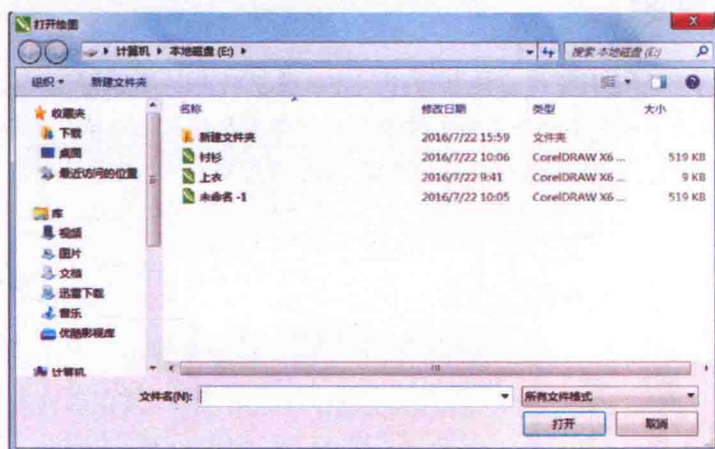 打开绘图
计算机 本地磁盘 (E:) 搜索 本地磁盘 (E:)
组织 新建文件夹
名称 修改日期 类型 大小
收藏夹
下载
桌面
最近访问的位置
库
视频
图片
文档
迅雷下载
音乐
优酷影视库
计算机
新建文件夹 2016/7/22 15:59 文件夹
衬衫 2016/7/22 10:06 CorelDRAW X6 ... 519 KB
上衣 2016/7/22 9:41 CorelDRAW X6 ... 9 KB
未命名 -1 2016/7/22 10:05 CorelDRAW X6 ... 519 KB
文件名(N): 所有文件格式
打开 取消